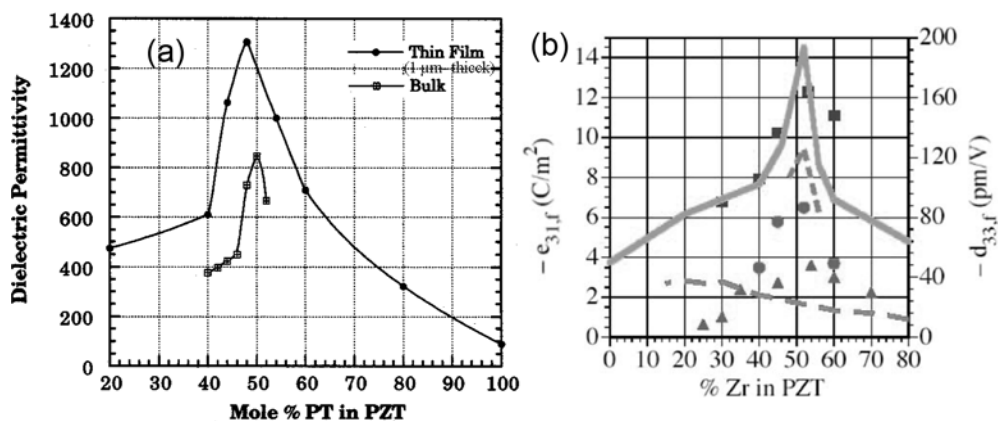 (a)
Thin Film
(1 μm- thicck)
Bulk
Dielectric Permittivity
1400
1200
1000
800
600
400
200
0
20 30 40 50 60 70 80 90 100
Mole % PT in PZT
(b)
− e31,f (C/m²)
14
12
10
8
6
4
2
0
200
160
120
80
40
0
− d33,f (pm/V)
0 10 20 30 40 50 60 70 80
% Zr in PZT